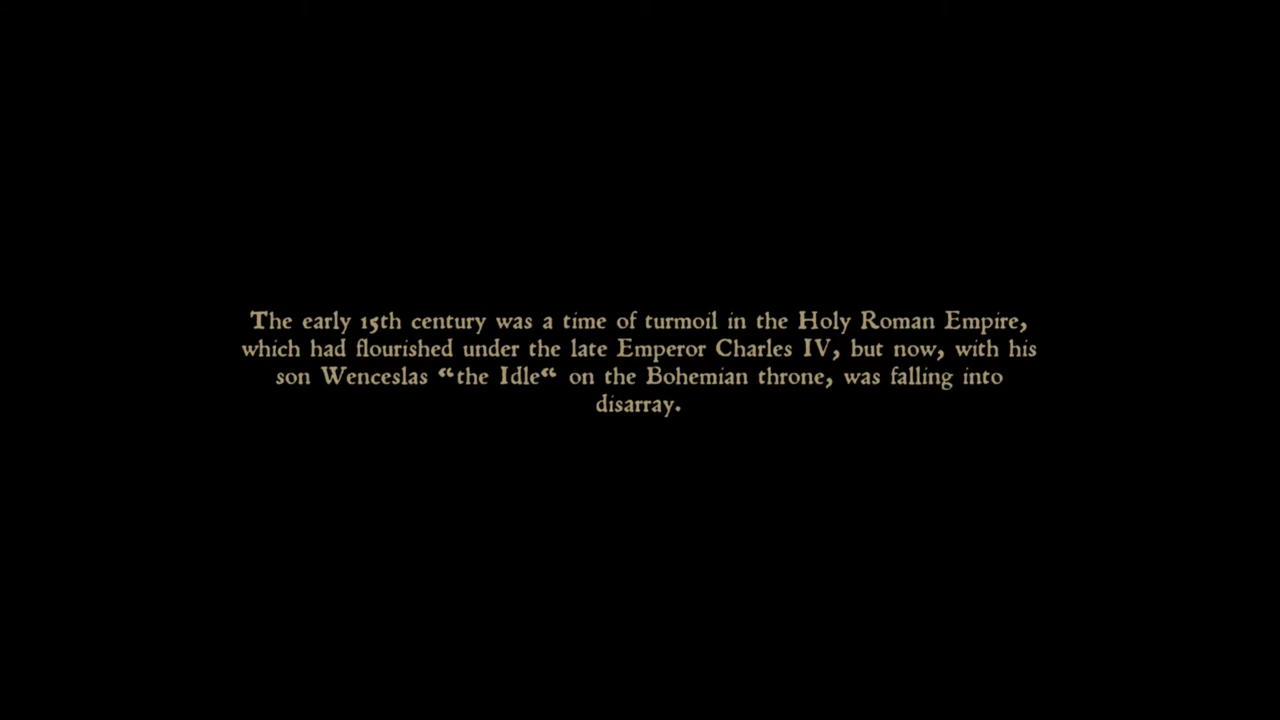 The early 15th century was a time of turmoil in the Holy Roman Empire,
which had flourished under the late Emperor Charles IV, but now, with his
son Wenceslas “the Idle“ on the Bohemian throne, was falling into
disarray.